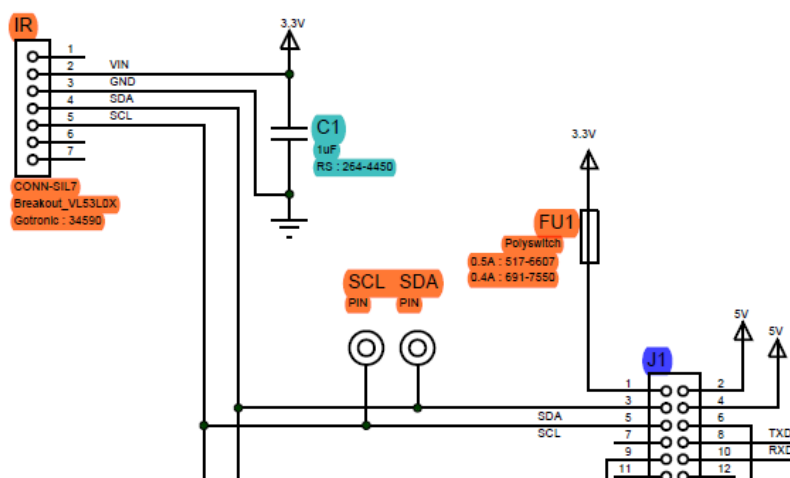 IR
1
2
3
4
5
6
7
VIN
GND
SDA
SCL
CONN-SIL7
Breakout_VL53L0X
Gotronic : 34590
3.3V
C1
1uF
RS : 264-4450
3.3V
FU1
Polyswitch
0.5A : 517-6607
0.4A : 691-7550
SCL SDA
PIN PIN
5V
5V
J1
1 2
3 4
SDA 5 6
SCL 7 8 TXD
9 10 RXD
11 12